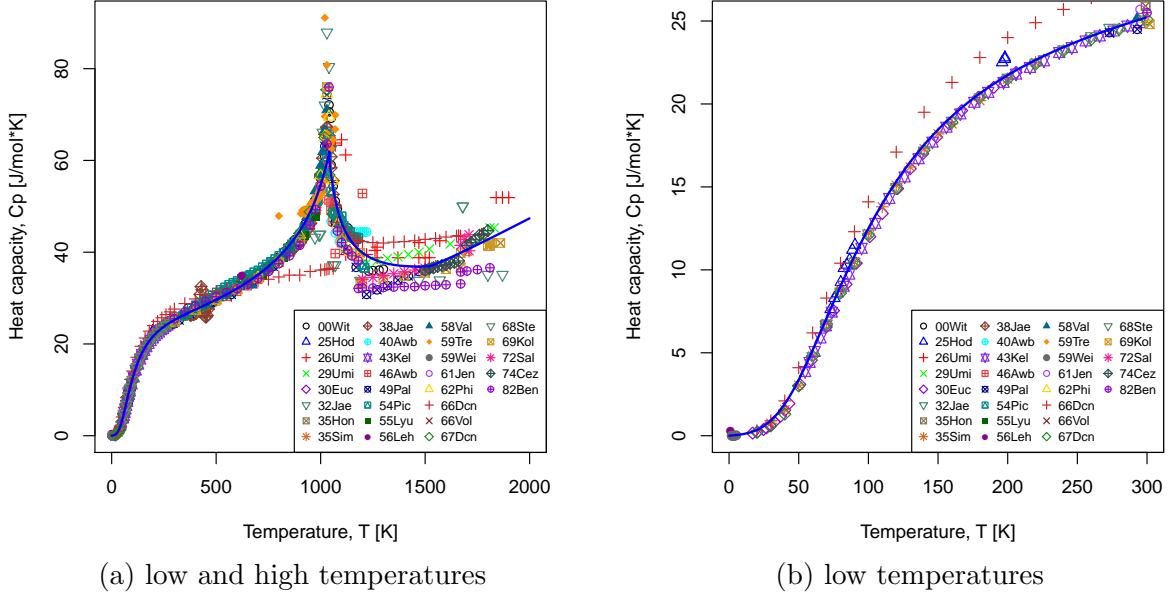 Heat capacity, Cp [J/mol*K]
80
60
40
20
0
00Wit 38Jae 58Val 68Ste
25Hod 40Awb 59Tre 69Kol
26Umi 43Kel 59Wei 72Sal
29Umi 46Awb 61Jen 74Cez
30Euc 49Pal 62Phi 82Ben
32Jae 54Pic 66Dcn
35Hon 55Lyu 66Vol
35Sim 56Leh 67Dcn
0 500 1000 1500 2000
Temperature, T [K]
(a) low and high temperatures
Heat capacity, Cp [J/mol*K]
25
20
15
10
5
0
00Wit 38Jae 58Val 68Ste
25Hod 40Awb 59Tre 69Kol
26Umi 43Kel 59Wei 72Sal
29Umi 46Awb 61Jen 74Cez
30Euc 49Pal 62Phi 82Ben
32Jae 54Pic 66Dcn
35Hon 55Lyu 66Vol
35Sim 56Leh 67Dcn
0 50 100 150 200 250 300
Temperature, T [K]
(b) low temperatures